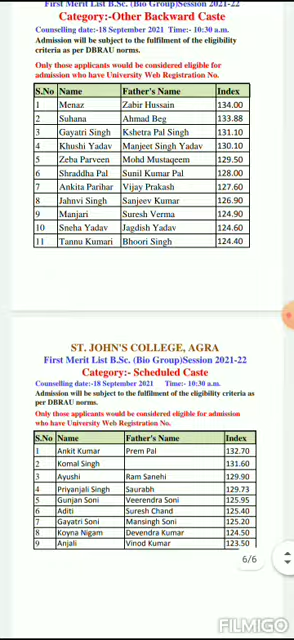 First Merit List B.Sc. (Bio Group)Session 2021-22
Category:-Other Backward Caste
Counselling date:-18 September 2021 Time:- 10:30 a.m.
Admission will be subject to the fulfilment of the eligibility
criteria as per DBRAU norms.
Only those applicants would be considered eligible for
admission who have University Web Registration No.
S.No Name Father's Name Index
1 Menaz Zabir Hussain 134.00
2 Suhana Ahmad Beg 133.88
3 Gayatri Singh Kshetra Pal Singh 131.10
4 Khushi Yadav Manjeet Singh Yadav 130.10
5 Zeba Parveen Mohd Mustaqeem 129.50
6 Shraddha Pal Sunil Kumar Pal 128.00
7 Ankita Parihar Vijay Prakash 127.60
8 Jahnvi Singh Sanjeev Kumar 126.90
9 Manjari Suresh Verma 124.90
10 Sneha Yadav Jagdish Yadav 124.60
11 Tannu Kumari Bhoori Singh 124.40
ST. JOHN'S COLLEGE, AGRA
First Merit List B.Sc. (Bio Group)Session 2021-22
Category:- Scheduled Caste
Counselling date:-18 September 2021 Time:- 10:30 a.m.
Admission will be subject to the fulfilment of the eligibility criteria as
per DBRAU norms.
Only those applicants would be considered eligible for admission
who have University Web Registration No.
S.No Name Father's Name Index
1 Ankit Kumar Prem Pal 132.70
2 Komal Singh 131.60
3 Ayushi Ram Sanehi 129.90
4 Priyanjali Singh Saurabh 129.73
5 Gunjan Soni Veerendra Soni 125.95
6 Aditi Suresh Chand 125.40
7 Gayatri Soni Mansingh Soni 125.20
8 Koyna Nigam Devendra Kumar 124.50
9 Anjali Vinod Kumar 123.50
6/6
FILMIGO